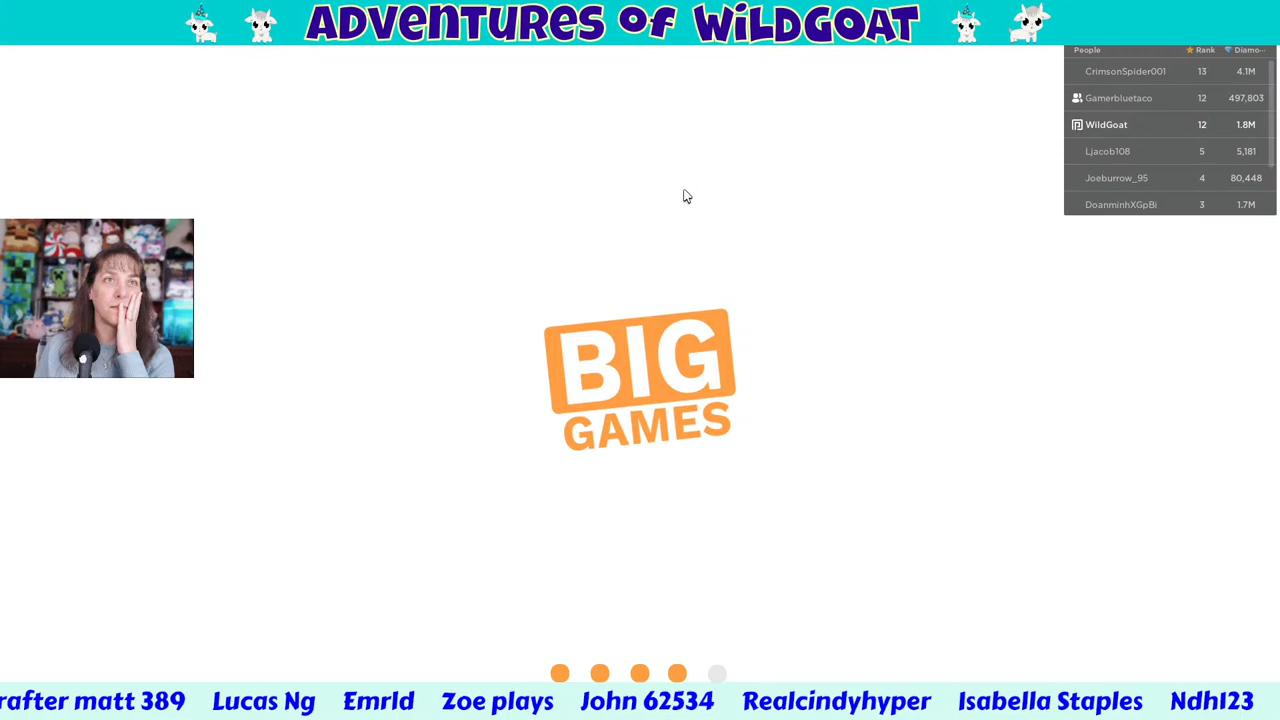 ADVENTURES OF WILDGOAT
People Rank Diamo···
CrimsonSpider001 13 4.1M
Gamerbluetaco 12 497,803
WildGoat 12 1.8M
Ljacob108 5 5,181
Joeburrow_95 4 80,448
DoanminhXGpBi 3 1.7M
BIG
GAMES
rafter matt 389 Lucas Ng Emrld Zoe plays John 62534 Realcindyhyper Isabella Staples Ndh123